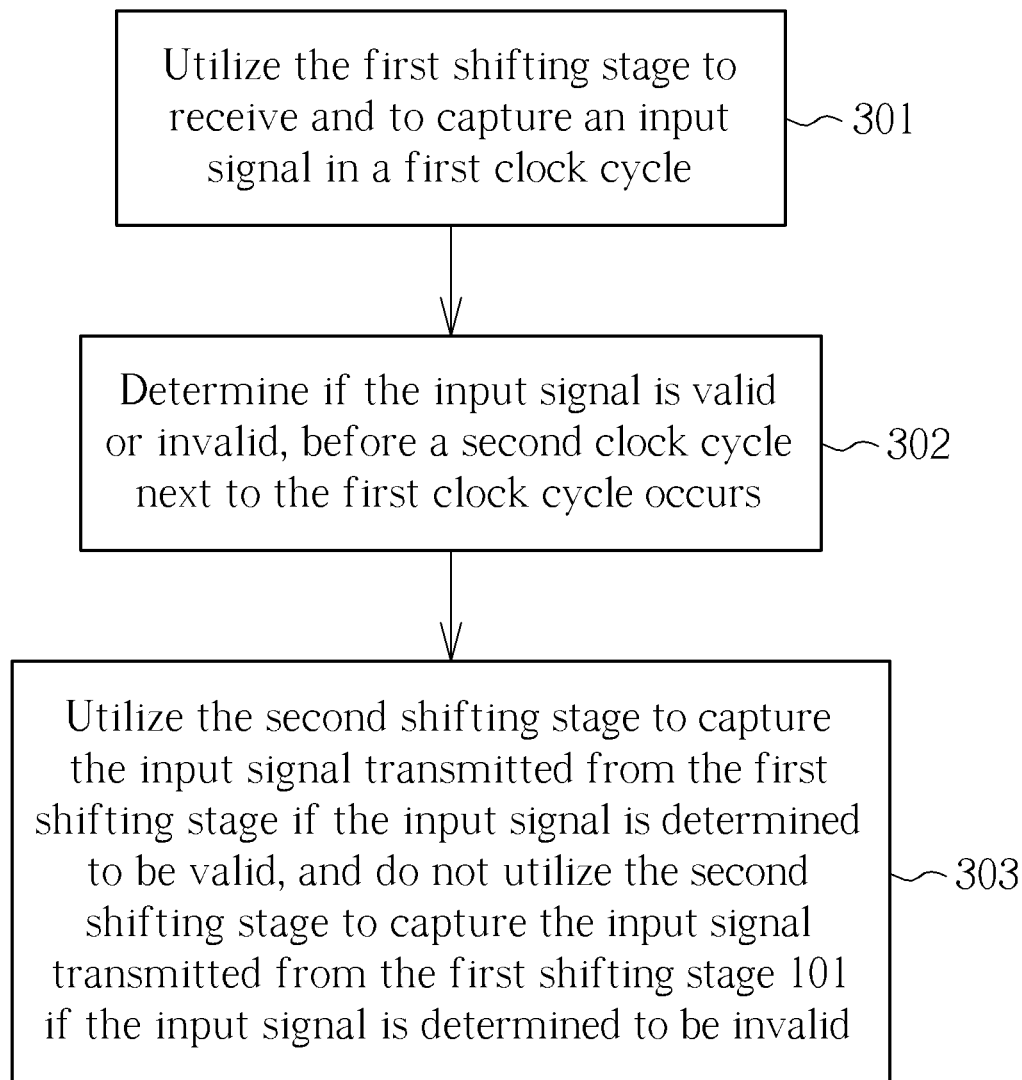 Utilize the first shifting stage to
receive and to capture an input
signal in a first clock cycle
301
Determine if the input signal is valid
or invalid, before a second clock cycle
next to the first clock cycle occurs
302
Utilize the second shifting stage to capture
the input signal transmitted from the first
shifting stage if the input signal is determined
to be valid, and do not utilize the second
shifting stage to capture the input signal
transmitted from the first shifting stage 101
if the input signal is determined to be invalid
303